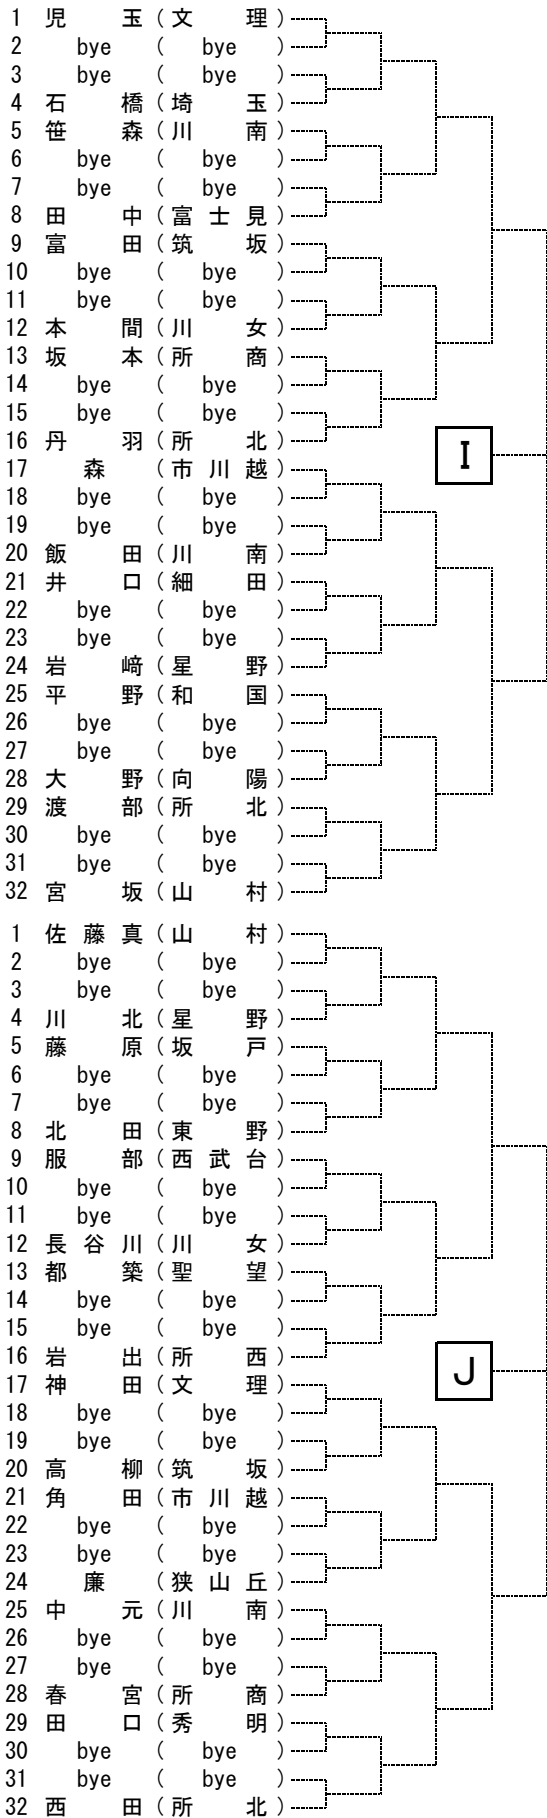 1 児玉(文理)
2 bye ( bye )
3 bye ( bye )
4 石橋(埼玉)
5 笹森(川南)
6 bye ( bye )
7 bye ( bye )
8 田中(富士見)
9 富田(筑坂)
10 bye ( bye )
11 bye ( bye )
12 本間(川女)
13 坂本(所商)
14 bye ( bye )
15 bye ( bye )
16 丹羽(所北)
I
17 森(市川越)
18 bye ( bye )
19 bye ( bye )
20 飯田(川南)
21 井口(細田)
22 bye ( bye )
23 bye ( bye )
24 岩﨑(星野)
25 平野(和国)
26 bye ( bye )
27 bye ( bye )
28 大野(向陽)
29 渡部(所北)
30 bye ( bye )
31 bye ( bye )
32 宮坂(山村)
1 佐藤真(山村)
2 bye ( bye )
3 bye ( bye )
4 川北(星野)
5 藤原(坂戸)
6 bye ( bye )
7 bye ( bye )
8 北田(東野)
9 服部(西武台)
10 bye ( bye )
11 bye ( bye )
12 長谷川(川女)
13 都築(聖望)
14 bye ( bye )
15 bye ( bye )
16 岩出(所西)
J
17 神田(文理)
18 bye ( bye )
19 bye ( bye )
20 高柳(筑坂)
21 角田(市川越)
22 bye ( bye )
23 bye ( bye )
24 廉(狭山丘)
25 中元(川南)
26 bye ( bye )
27 bye ( bye )
28 春宮(所商)
29 田口(秀明)
30 bye ( bye )
31 bye ( bye )
32 西田(所北)